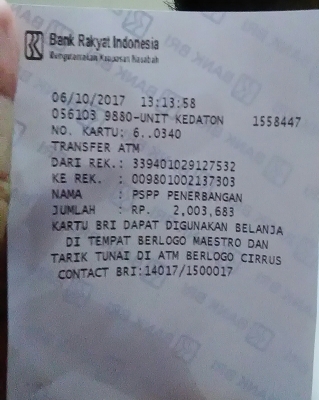 Bank Rakyat Indonesia
Mengutamakan Kepuasan Nasabah
06/10/2017 13:13:58
056103 9880-UNIT KEDATON 1558447
NO. KARTU: 6..0340
TRANSFER ATM
DARI REK.: 339401029127532
KE REK. : 009801002137303
NAMA : PSPP PENERBANGAN
JUMLAH : RP. 2,003,683
KARTU BRI DAPAT DIGUNAKAN BELANJA
DI TEMPAT BERLOGO MAESTRO DAN
TARIK TUNAI DI ATM BERLOGO CIRRUS
CONTACT BRI:14017/1500017